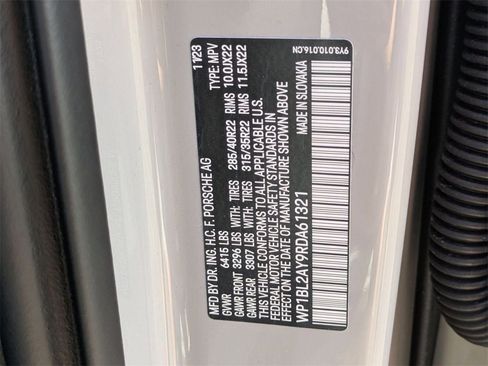 MFD. BY DR. ING. H.C. F. PORSCHE AG 11/23
GVWR 6415 LBS TYPE: MPV
GAWR FRONT 3296 LBS WITH: TIRES 285/40R22 RIMS 10.0JX22
GAWR REAR 3307 LBS WITH: TIRES 315/35R22 RIMS 11.5JX22
THIS VEHICLE CONFORMS TO ALL APPLICABLE U.S.
FEDERAL MOTOR VEHICLE SAFETY STANDARDS IN
EFFECT ON THE DATE OF MANUFACTURE SHOWN ABOVE
WP1BL2AY9RDA61321 MADE IN SLOVAKIA
9Y3.010.016.CN